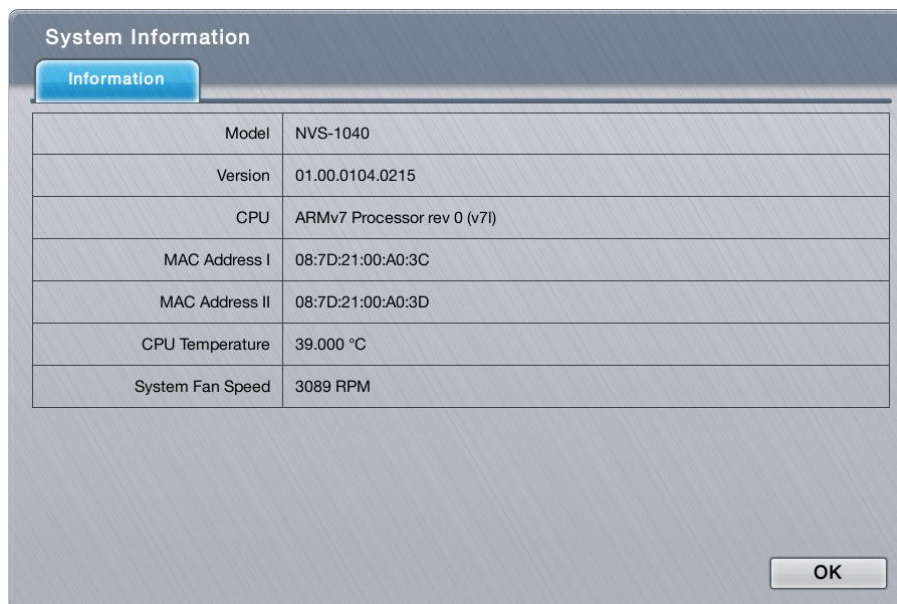 System Information
Information
Model NVS-1040
Version 01.00.0104.0215
CPU ARMv7 Processor rev 0 (v7l)
MAC Address I 08:7D:21:00:A0:3C
MAC Address II 08:7D:21:00:A0:3D
CPU Temperature 39.000 °C
System Fan Speed 3089 RPM
OK